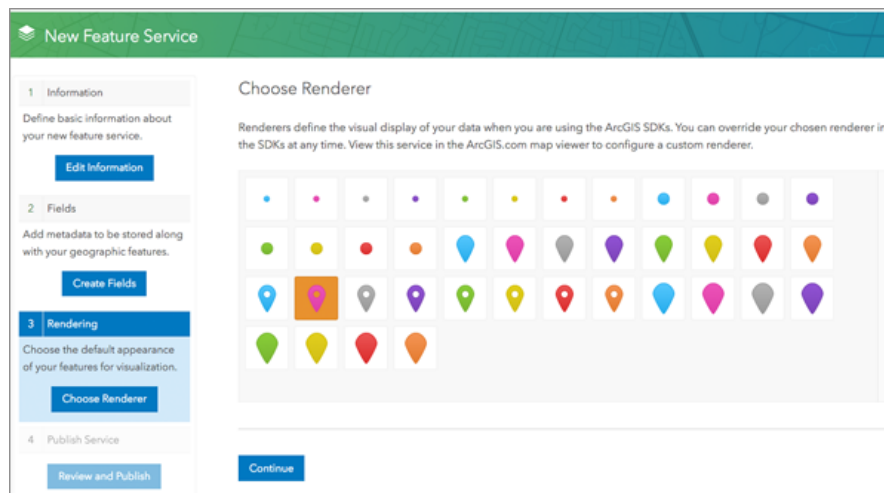 New Feature Service
1 Information
Define basic information about
your new feature service.
Edit Information
2 Fields
Add metadata to be stored along
with your geographic features.
Create Fields
3 Rendering
Choose the default appearance
of your features for visualization.
Choose Renderer
4 Publish Service
Review and Publish
Choose Renderer
Renderers define the visual display of your data when you are using the ArcGIS SDKs. You can override your chosen renderer in
the SDKs at any time. View this service in the ArcGIS.com map viewer to configure a custom renderer.
Continue